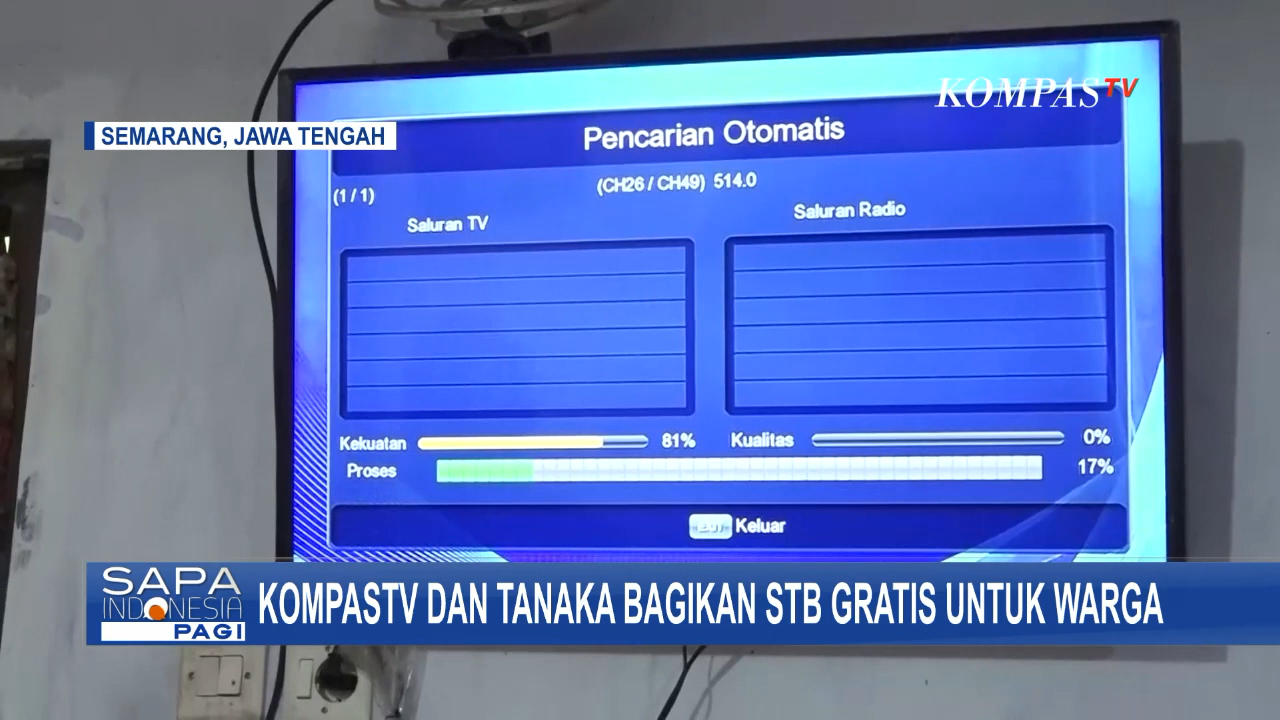 KOMPASTV
SEMARANG, JAWA TENGAH
Pencarian Otomatis
(1 / 1)
(CH26 / CH49) 514.0
Saluran TV
Saluran Radio
Kekuatan 81%
Kualitas 0%
Proses 17%
Keluar
SAPA
INDONESIA
PAGI
KOMPASTV DAN TANAKA BAGIKAN STB GRATIS UNTUK WARGA